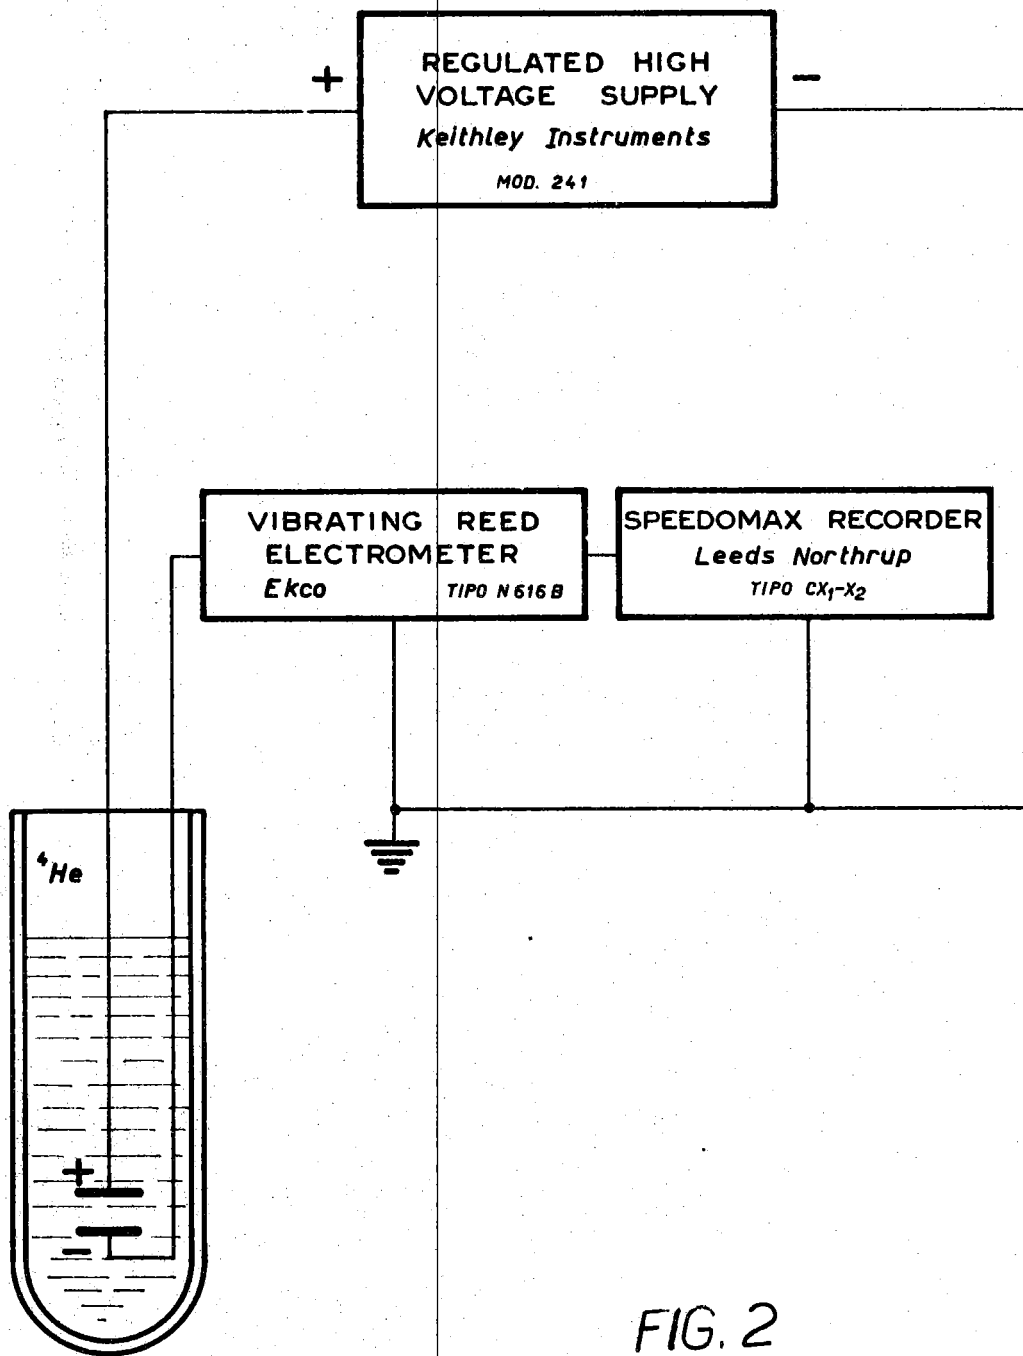 +
−
REGULATED HIGH
VOLTAGE SUPPLY
Keithley Instruments
MOD. 241
VIBRATING REED
ELECTROMETER
Ekco TIPO N 616 B
SPEEDOMAX RECORDER
Leeds Northrup
TIPO CX₁-X₂
⁴He
+
−
FIG. 2